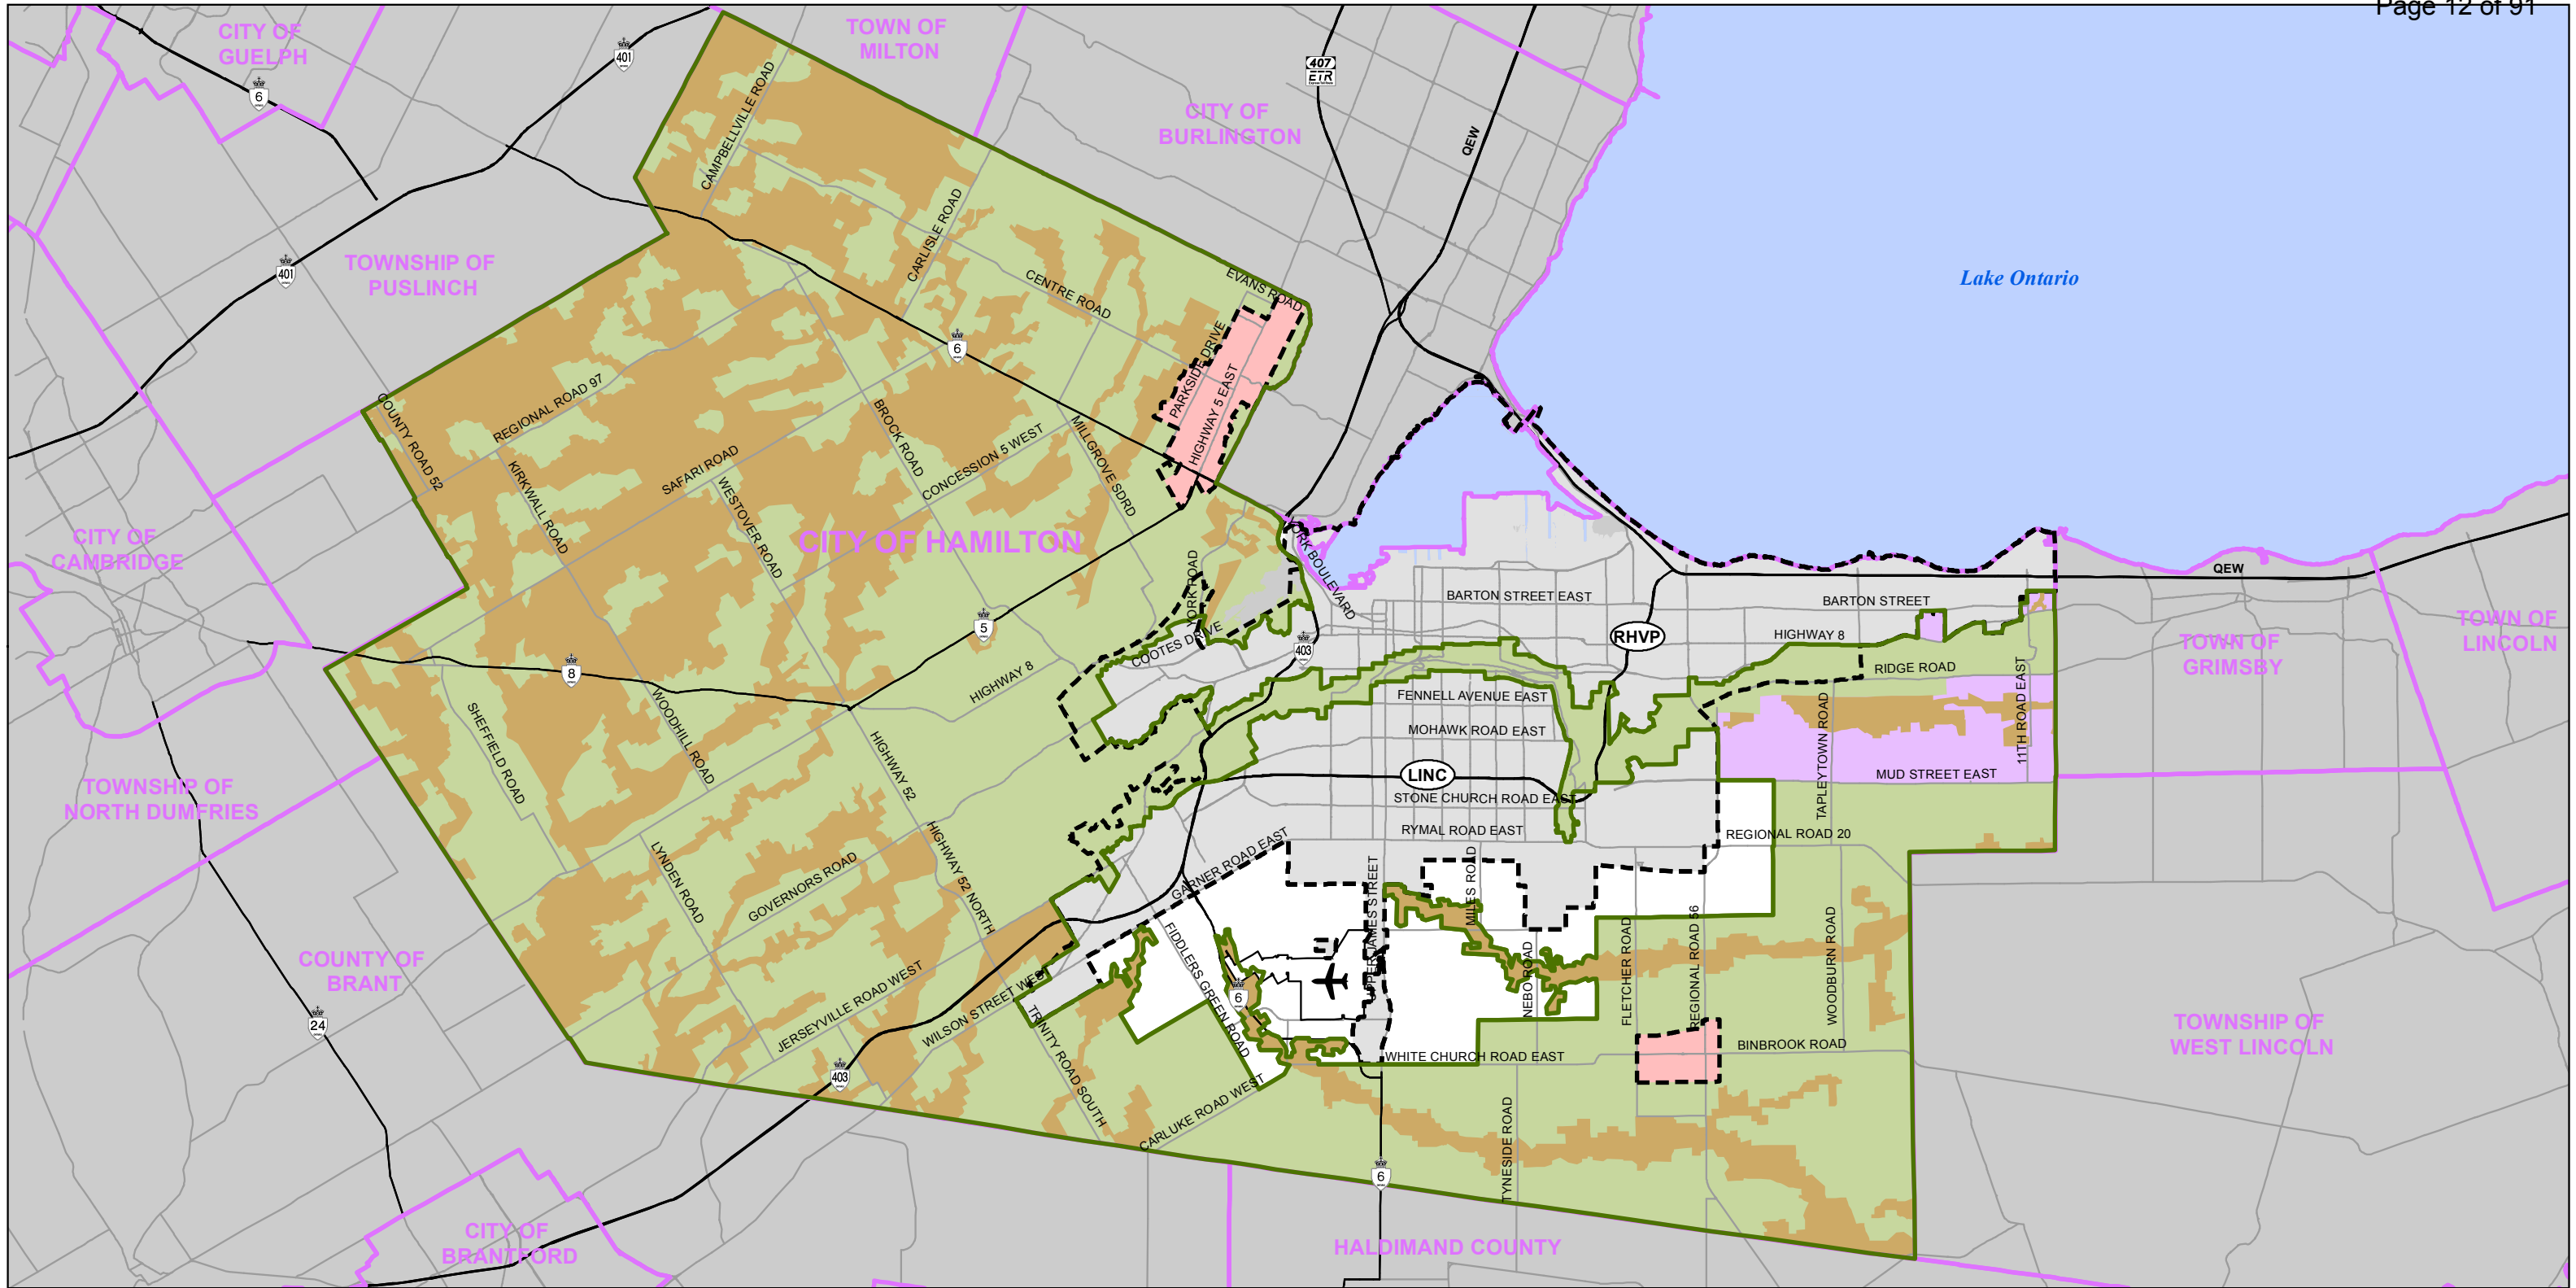 Page 12 of 91
CITY OF
GUELPH
TOWN OF
MILTON
401
6
407
ETR
CITY OF
BURLINGTON
QEW
CAMPBELLVILLE ROAD
CARLISLE ROAD
401
TOWNSHIP OF
PUSLINCH
CENTRE ROAD
EVANS ROAD
Lake Ontario
6
PARKSIDE DRIVE
HIGHWAY 5 EAST
COUNTY ROAD 52
REGIONAL ROAD 97
BROCK ROAD
MILLGROVE SDRD
CONCESSION 5 WEST
KIRKWALL ROAD
SAFARI ROAD
WESTOVER ROAD
CITY OF HAMILTON
CITY OF
CAMBRIDGE
YORK ROAD
YORK BOULEVARD
QEW
BARTON STREET EAST
BARTON STREET
5
COOTES DRIVE
403
RHVP
HIGHWAY 8
TOWN OF
GRIMSBY
TOWN OF
LINCOLN
8
HIGHWAY 8
RIDGE ROAD
SHEFFIELD ROAD
WOODHILL ROAD
FENNELL AVENUE EAST
11TH ROAD EAST
MOHAWK ROAD EAST
TAPLEYTOWN ROAD
HIGHWAY 52
LINC
MUD STREET EAST
TOWNSHIP OF
NORTH DUMFRIES
STONE CHURCH ROAD EAST
RYMAL ROAD EAST
REGIONAL ROAD 20
LYNDEN ROAD
GOVERNORS ROAD
HIGHWAY 52 NORTH
GARNER ROAD EAST
UPPER JAMES STREET
MILES ROAD
COUNTY OF
BRANT
FIDDLERS GREEN ROAD
NEBO ROAD
FLETCHER ROAD
REGIONAL ROAD 56
WOODBURN ROAD
6
24
JERSEYVILLE ROAD WEST
WILSON STREET WEST
TRINITY ROAD SOUTH
403
TOWNSHIP OF
WEST LINCOLN
WHITE CHURCH ROAD EAST
BINBROOK ROAD
CARLUKE ROAD WEST
TYNESIDE ROAD
6
CITY OF
BRANTFORD
HALDIMAND COUNTY